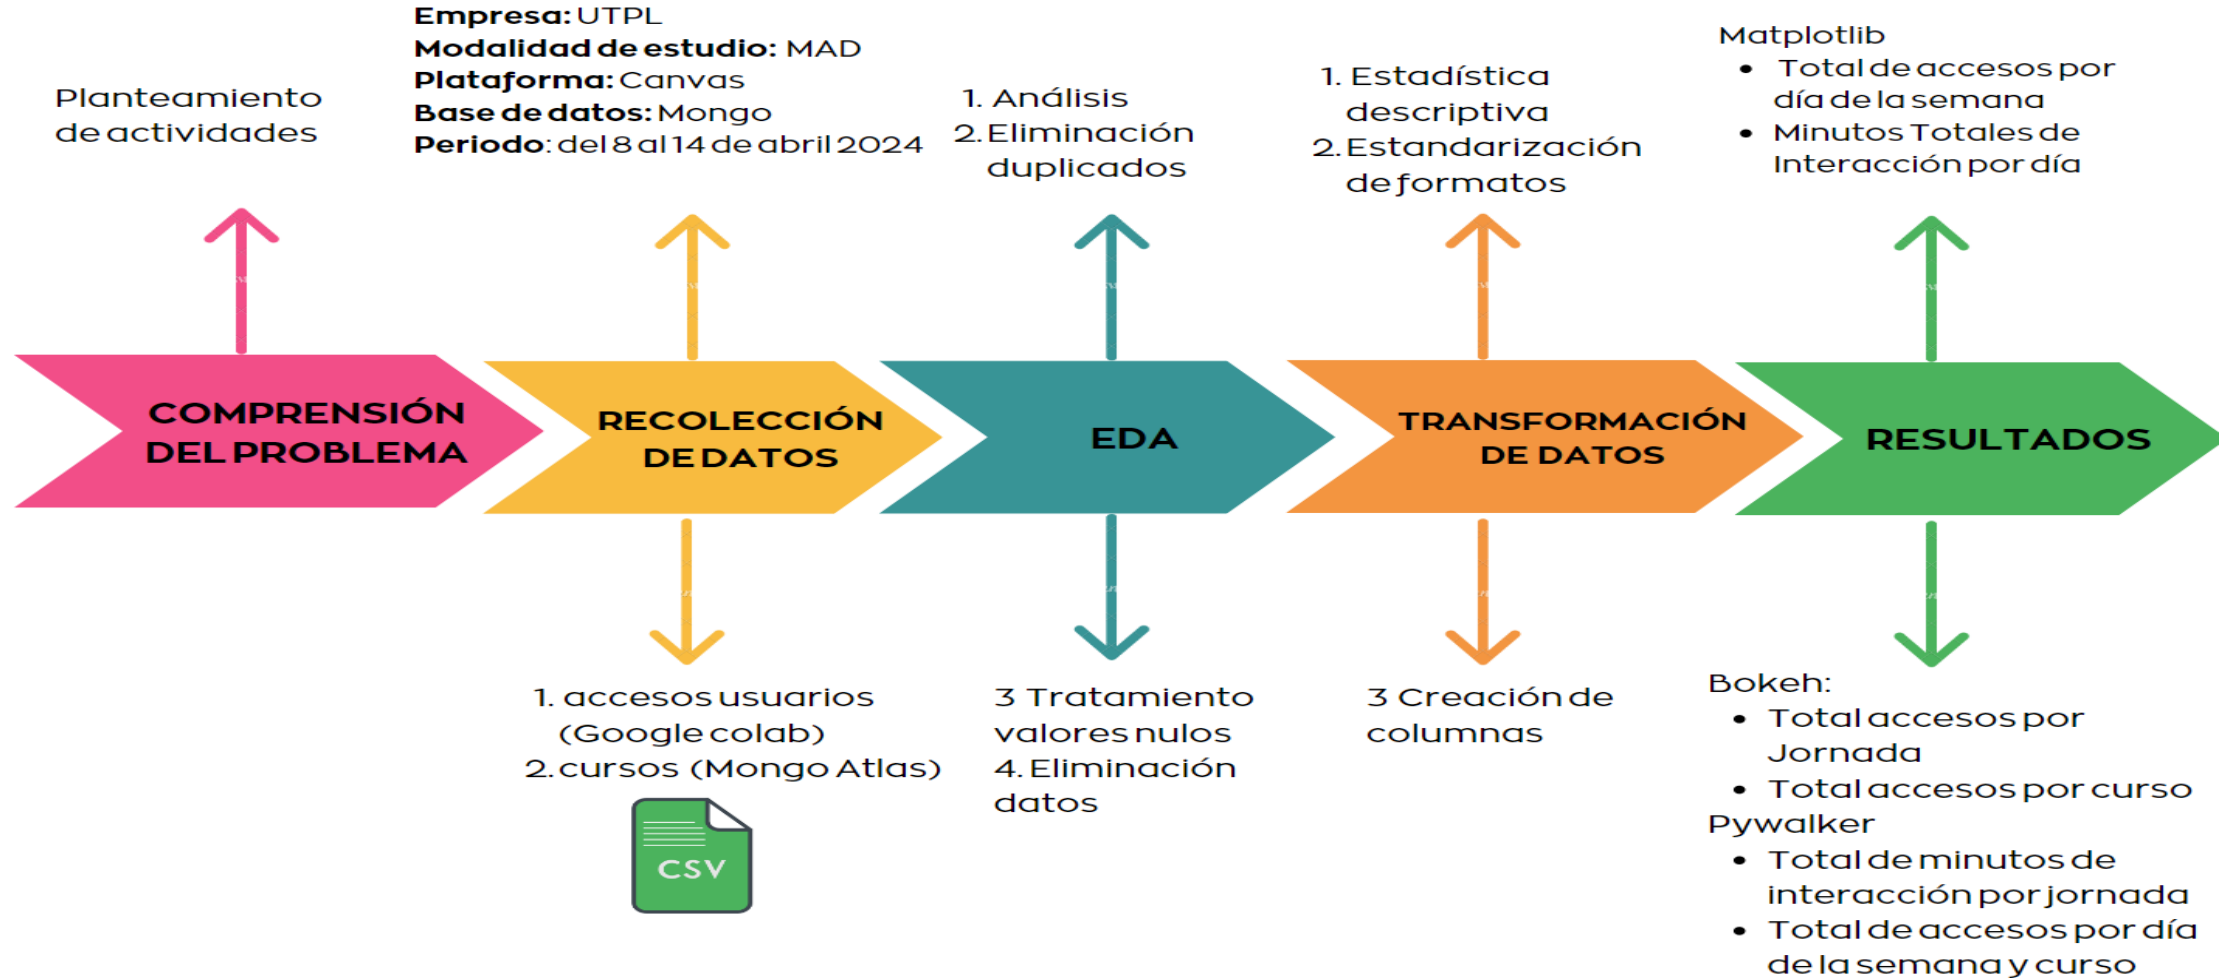 Planteamiento
de actividades
Empresa: UTPL
Modalidad de estudio: MAD
Plataforma: Canvas
Base de datos: Mongo
Periodo: del 8 al 14 de abril 2024
1. Análisis
2. Eliminación
duplicados
1. Estadística
descriptiva
2. Estandarización
de formatos
Matplotlib
• Total de accesos por
día de la semana
• Minutos Totales de
Interacción por día
COMPRENSIÓN
DEL PROBLEMA
RECOLECCIÓN
DE DATOS
EDA
TRANSFORMACIÓN
DE DATOS
RESULTADOS
1. accesos usuarios
(Google colab)
2. cursos (Mongo Atlas)
CSV
3 Tratamiento
valores nulos
4. Eliminación
datos
3 Creación de
columnas
Bokeh:
• Total accesos por
Jornada
• Total accesos por curso
Pywalker
• Total de minutos de
interacción por jornada
• Total de accesos por día
de la semana y curso